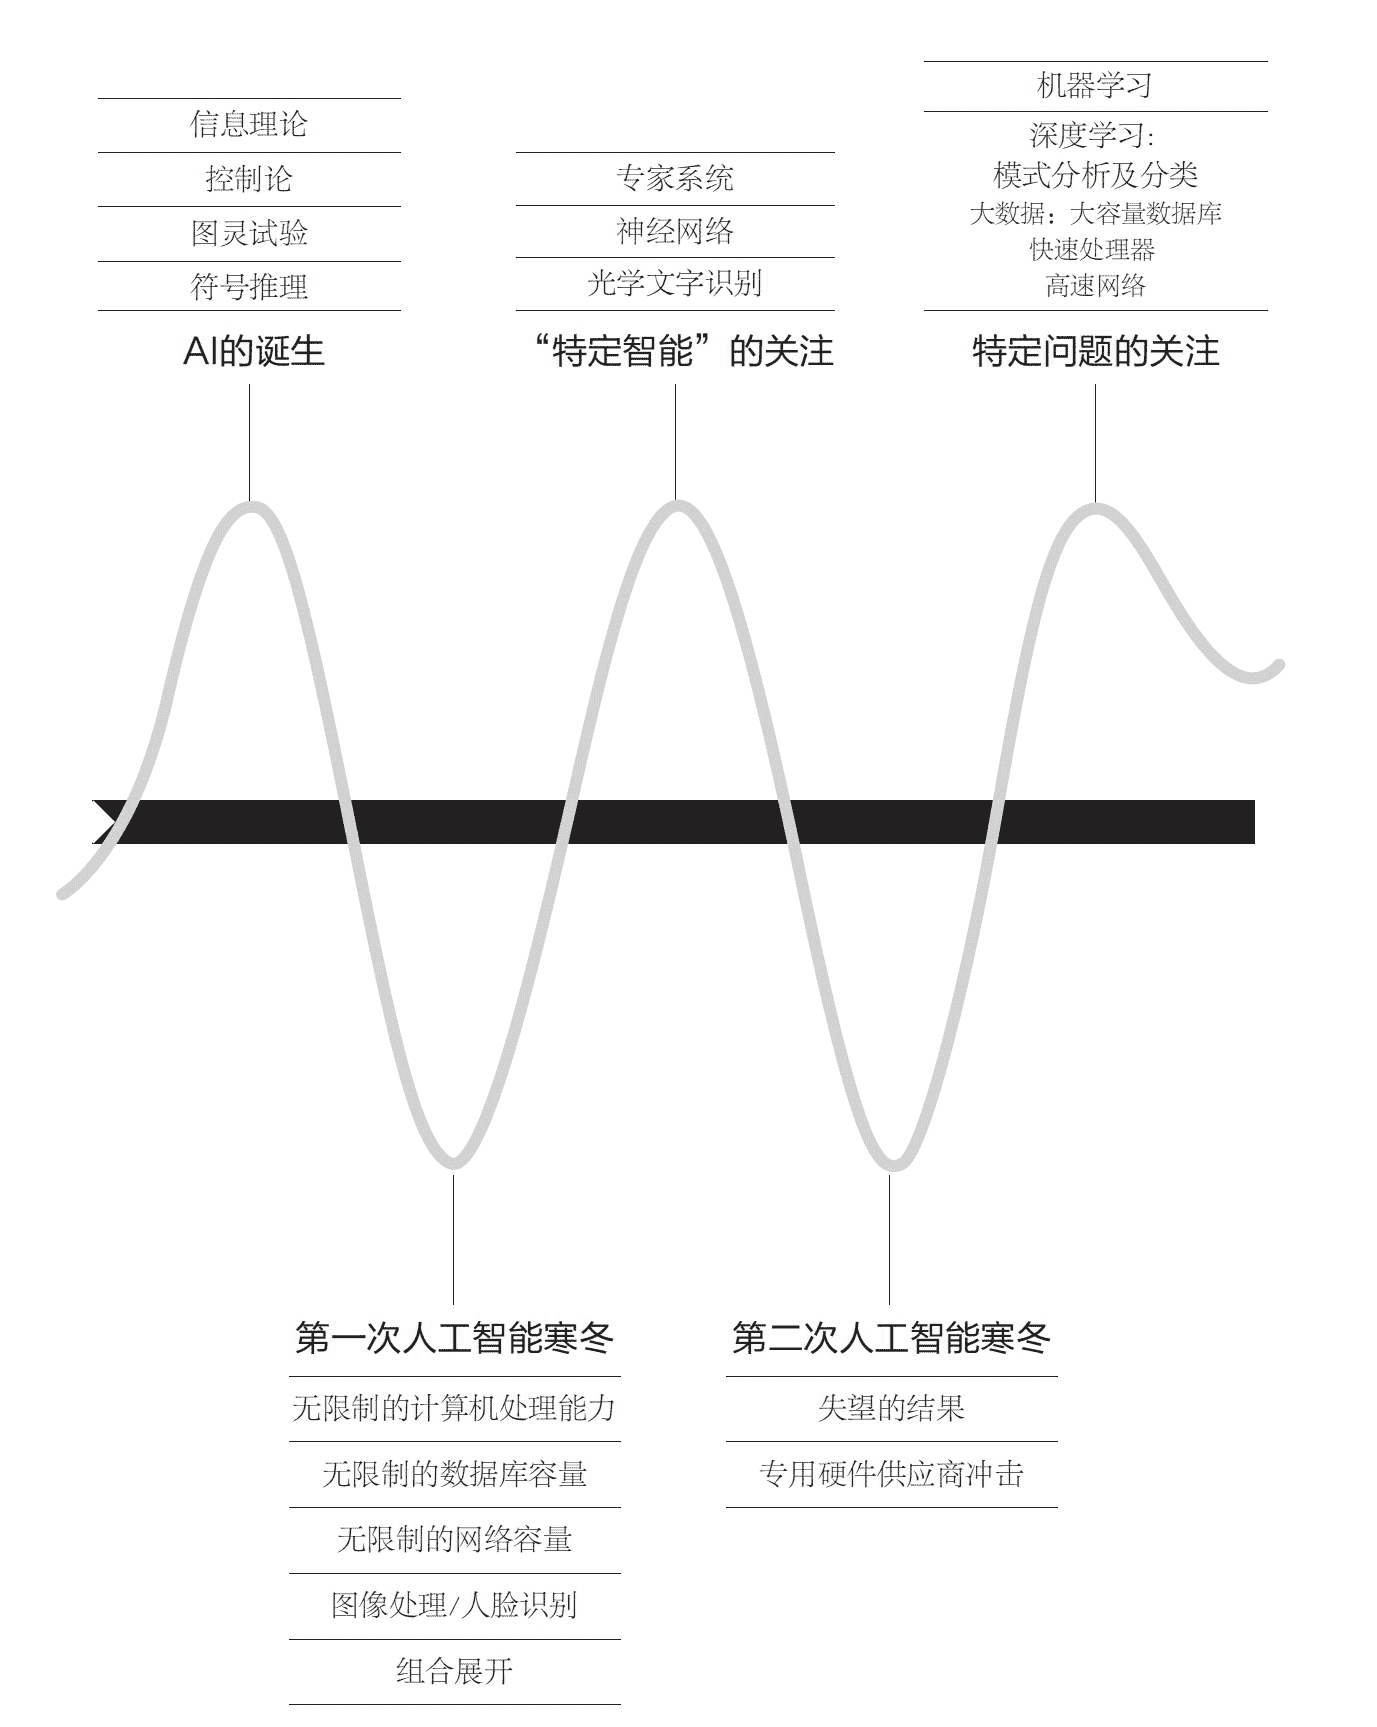 信息理论
控制论
图灵试验
符号推理
AI的诞生
专家系统
神经网络
光学文字识别
“特定智能”的关注
机器学习
深度学习:
模式分析及分类
大数据：大容量数据库
快速处理器
高速网络
特定问题的关注
第一次人工智能寒冬
无限制的计算机处理能力
无限制的数据库容量
无限制的网络容量
图像处理/人脸识别
组合展开
第二次人工智能寒冬
失望的结果
专用硬件供应商冲击